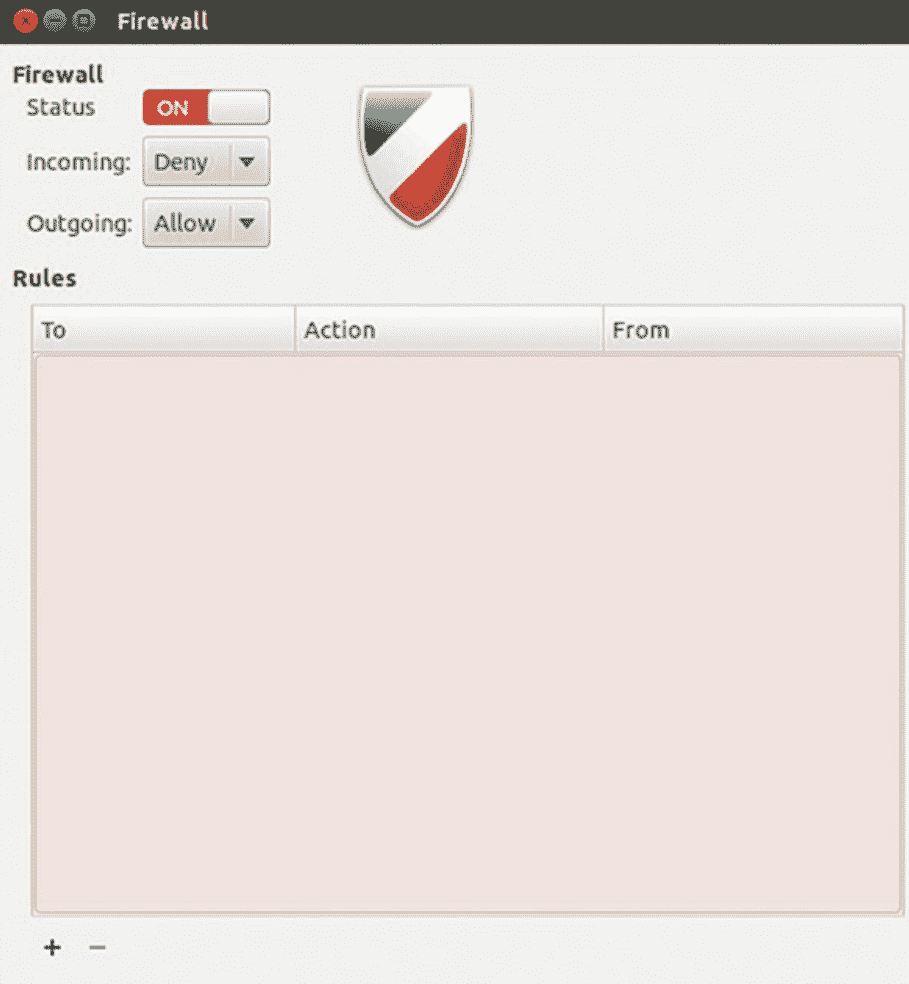 Firewall
Firewall
Status ON
Incoming: Deny
Outgoing: Allow
Rules
To Action From